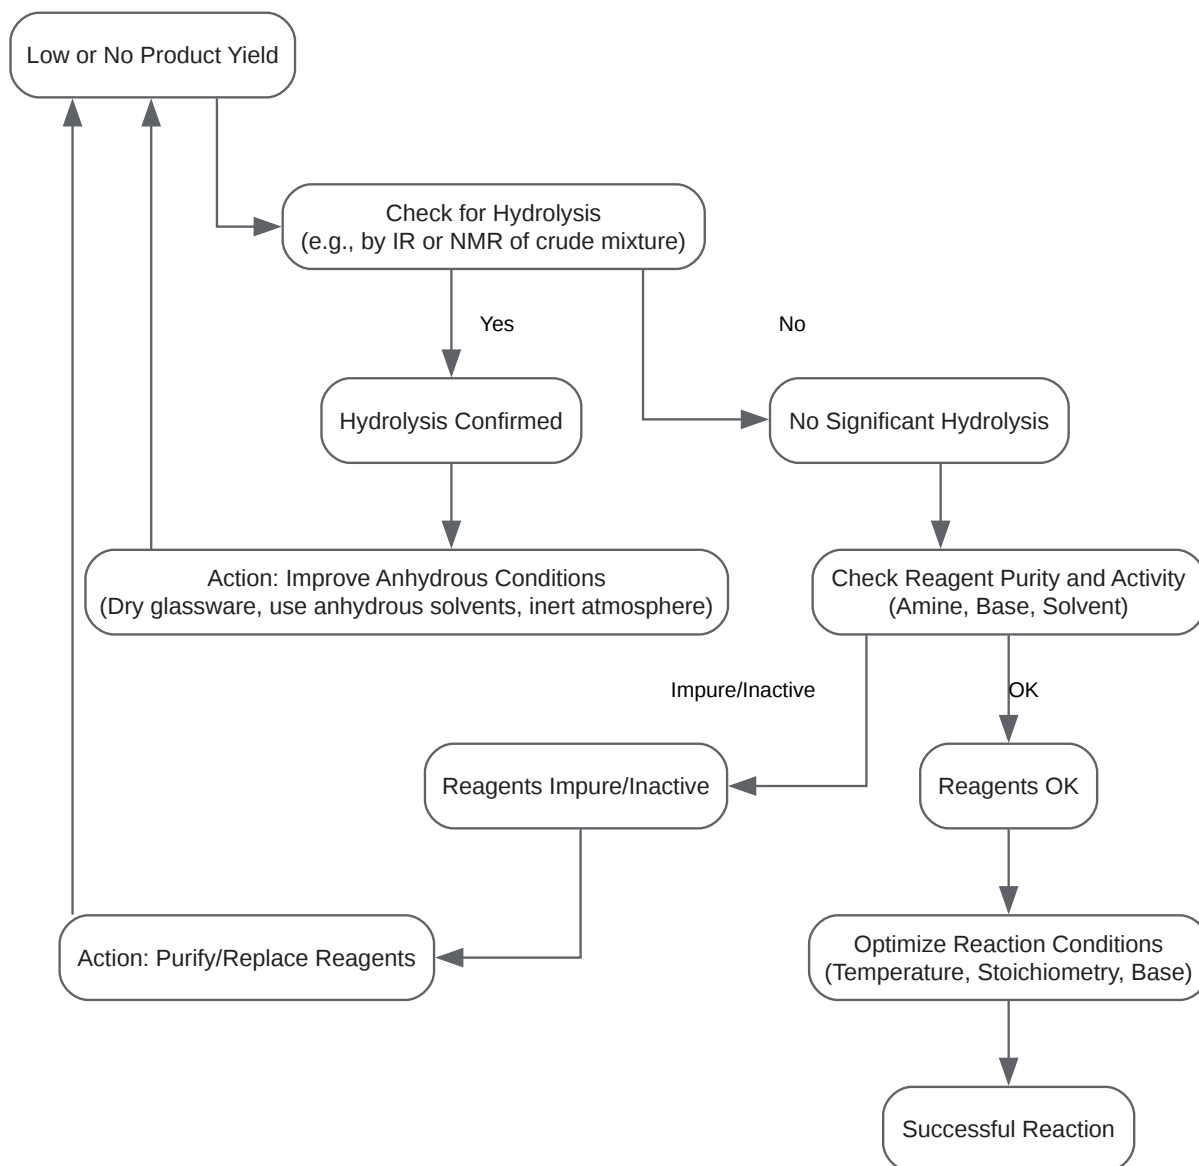 Low or No Product Yield
Check for Hydrolysis
(e.g., by IR or NMR of crude mixture)
Yes
No
Hydrolysis Confirmed
No Significant Hydrolysis
Action: Improve Anhydrous Conditions
(Dry glassware, use anhydrous solvents, inert atmosphere)
Check Reagent Purity and Activity
(Amine, Base, Solvent)
Impure/Inactive
OK
Reagents Impure/Inactive
Reagents OK
Action: Purify/Replace Reagents
Optimize Reaction Conditions
(Temperature, Stoichiometry, Base)
Successful Reaction